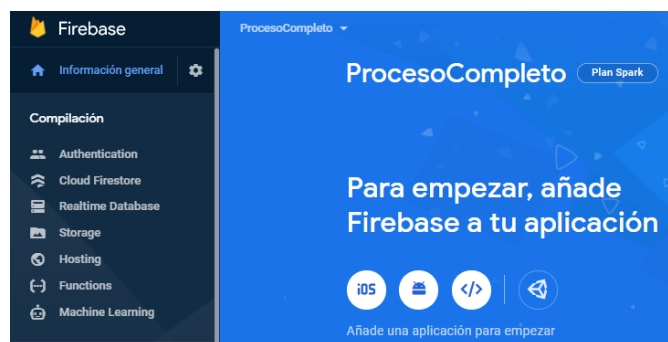 Firebase
ProcesoCompleto
Información general
ProcesoCompleto
Plan Spark
Compilación
Authentication
Cloud Firestore
Realtime Database
Storage
Hosting
Functions
Machine Learning
Para empezar, añade
Firebase a tu aplicación
iOS
</>
Añade una aplicación para empezar